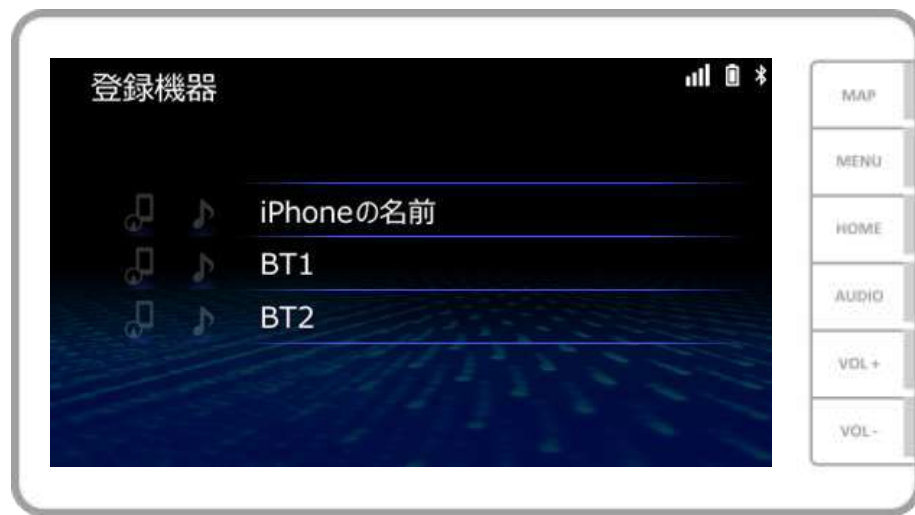 登録機器
iPhoneの名前
BT1
BT2
MAP
MENU
HOME
AUDIO
VOL +
VOL -